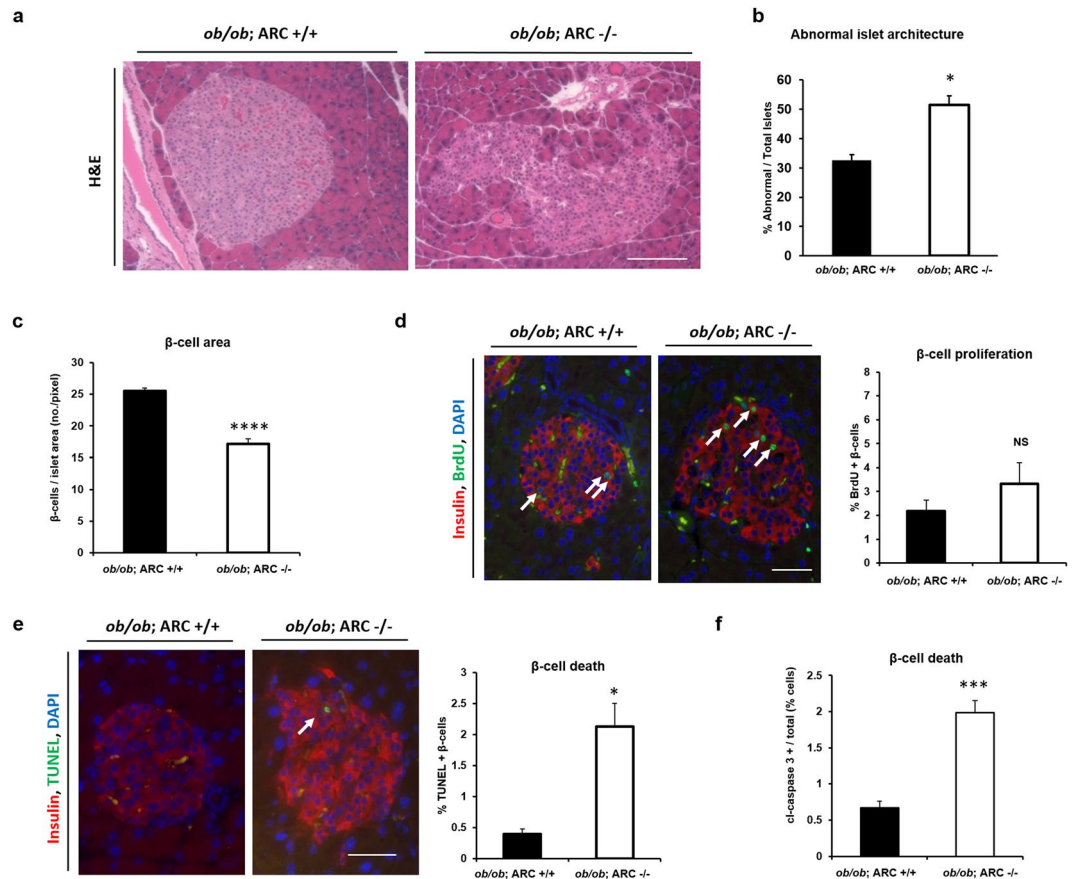 a
ob/ob; ARC +/+
ob/ob; ARC -/-
H&E
b
Abnormal islet architecture
% Abnormal / Total Islets
60
50
40
30
20
10
0
*
ob/ob; ARC +/+
ob/ob; ARC -/-
c
β-cell area
β-cells / islet area (no./pixel)
30
25
20
15
10
5
0
****
ob/ob; ARC +/+
ob/ob; ARC -/-
d
ob/ob; ARC +/+
ob/ob; ARC -/-
Insulin, BrdU, DAPI
β-cell proliferation
% BrdU + β-cells
8
7
6
5
4
3
2
1
0
NS
ob/ob; ARC +/+
ob/ob; ARC -/-
e
ob/ob; ARC +/+
ob/ob; ARC -/-
Insulin, TUNEL, DAPI
β-cell death
% TUNEL + β-cells
3
2.5
2
1.5
1
0.5
0
*
ob/ob; ARC +/+
ob/ob; ARC -/-
f
β-cell death
cl-caspase 3 + / total (% cells)
2.5
2
1.5
1
0.5
0
***
ob/ob; ARC +/+
ob/ob; ARC -/-